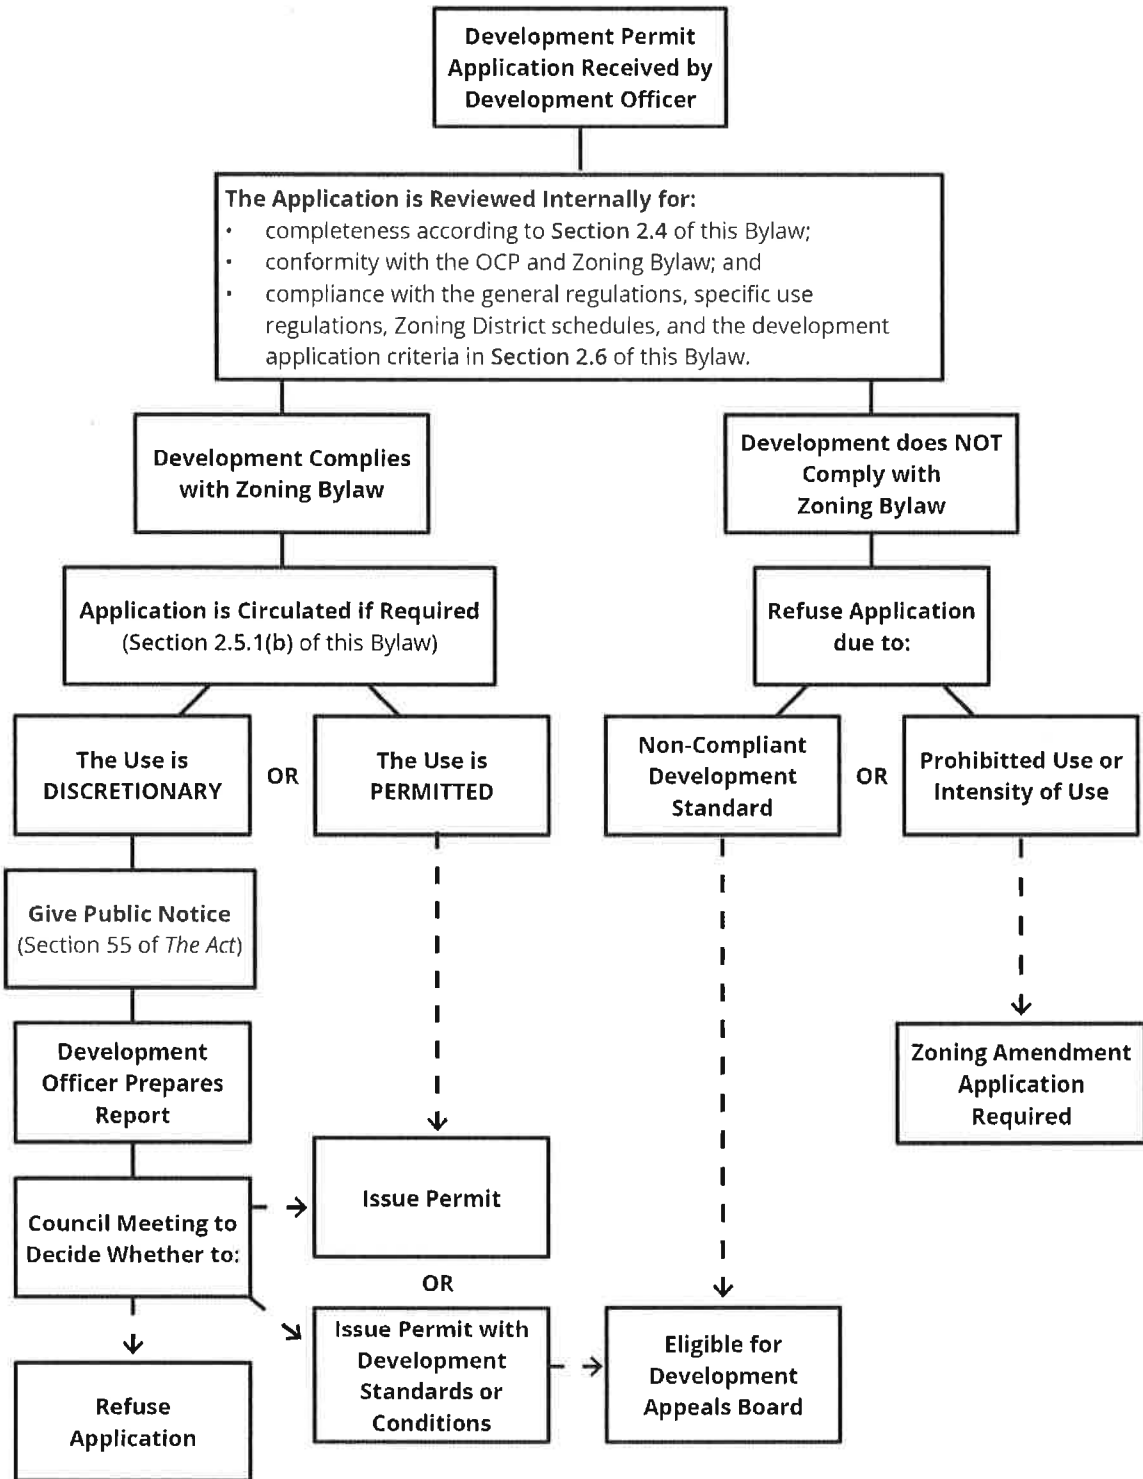 Development Permit
Application Received by
Development Officer
The Application is Reviewed Internally for:
• completeness according to Section 2.4 of this Bylaw;
• conformity with the OCP and Zoning Bylaw; and
• compliance with the general regulations, specific use
regulations, Zoning District schedules, and the development
application criteria in Section 2.6 of this Bylaw.
Development Complies
with Zoning Bylaw
Development does NOT
Comply with
Zoning Bylaw
Application is Circulated if Required
(Section 2.5.1(b) of this Bylaw)
Refuse Application
due to:
The Use is
DISCRETIONARY
OR
The Use is
PERMITTED
Non-Compliant
Development
Standard
OR
Prohibitted Use or
Intensity of Use
Give Public Notice
(Section 55 of The Act)
Development
Officer Prepares
Report
Zoning Amendment
Application
Required
Council Meeting to
Decide Whether to:
Issue Permit
OR
Issue Permit with
Development
Standards or
Conditions
Eligible for
Development
Appeals Board
Refuse
Application